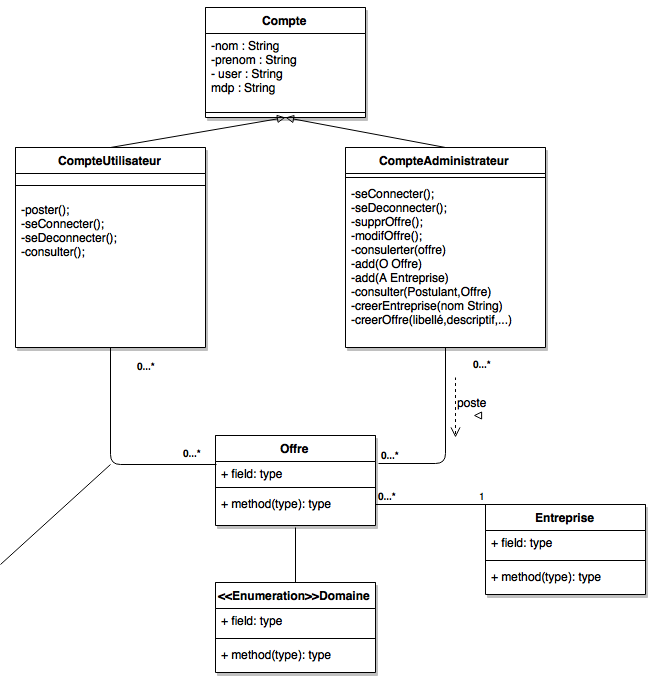 Compte
-nom : String
-prenom : String
- user : String
mdp : String
CompteUtilisateur
-poster();
-seConnecter();
-seDeconnecter();
-consulter();
CompteAdministrateur
-seConnecter();
-seDeconnecter();
-supprOffre();
-modifOffre();
-consulerter(offre)
-add(O Offre)
-add(A Entreprise)
-consulter(Postulant,Offre)
-creerEntreprise(nom String)
-creerOffre(libellé,descriptif,...)
0...*
0...*
poste
0...*
0...*
Offre
+ field: type
+ method(type): type
0...*
1
Entreprise
+ field: type
+ method(type): type
<<Enumeration>>Domaine
+ field: type
+ method(type): type